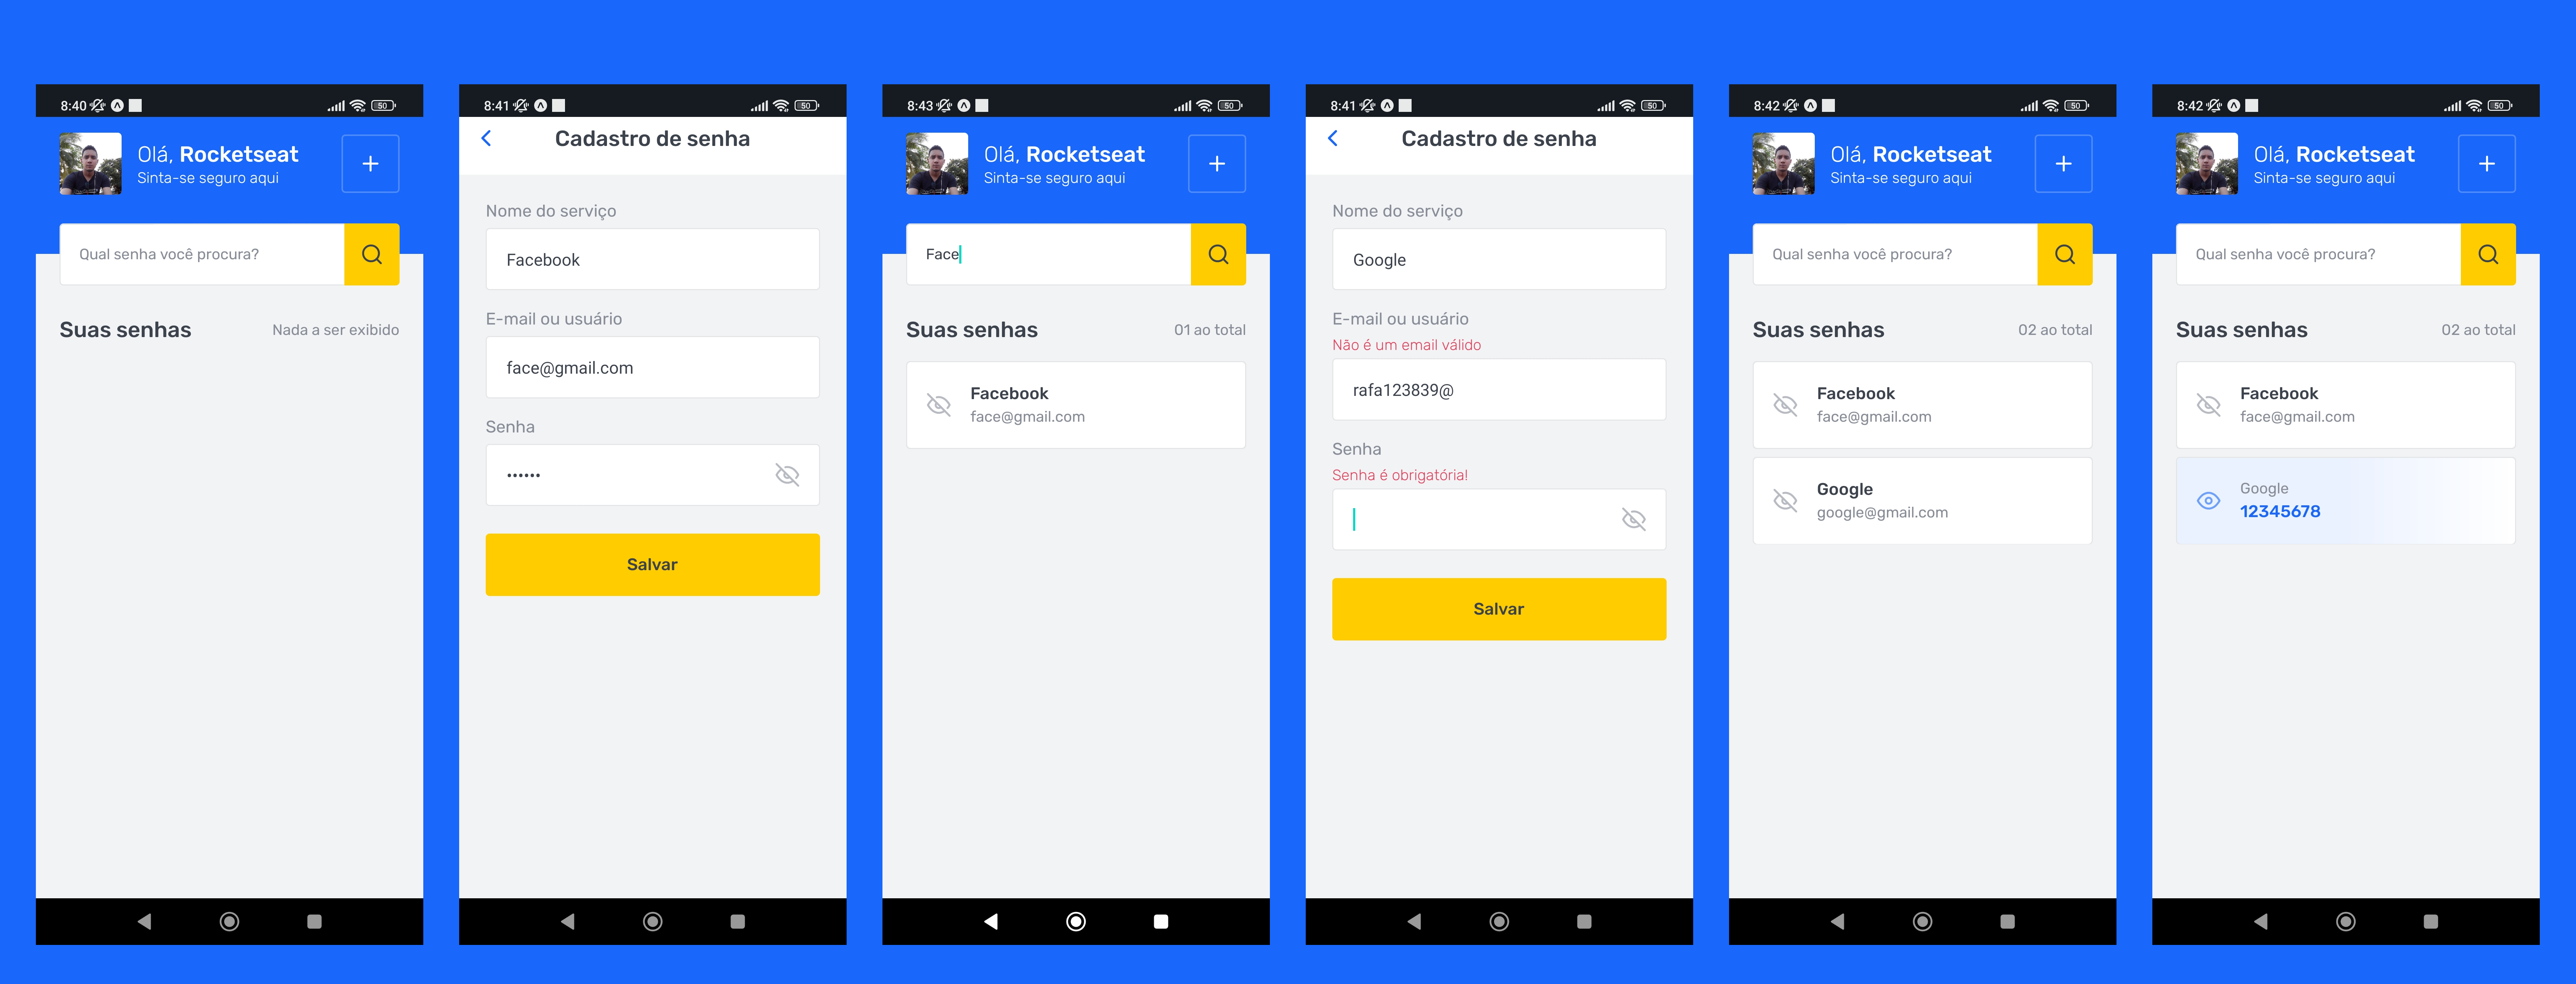 8:40
50
Olá, Rocketseat
Sinta-se seguro aqui
Qual senha você procura?
Suas senhas
Nada a ser exibido
8:41
50
Cadastro de senha
Nome do serviço
Facebook
E-mail ou usuário
face@gmail.com
Senha
••••••
Salvar
8:43
50
Olá, Rocketseat
Sinta-se seguro aqui
Face
Suas senhas
01 ao total
Facebook
face@gmail.com
8:41
50
Cadastro de senha
Nome do serviço
Google
E-mail ou usuário
Não é um email válido
rafa123839@
Senha
Senha é obrigatória!
Salvar
8:42
50
Olá, Rocketseat
Sinta-se seguro aqui
Qual senha você procura?
Suas senhas
02 ao total
Facebook
face@gmail.com
Google
google@gmail.com
8:42
50
Olá, Rocketseat
Sinta-se seguro aqui
Qual senha você procura?
Suas senhas
02 ao total
Facebook
face@gmail.com
Google
12345678